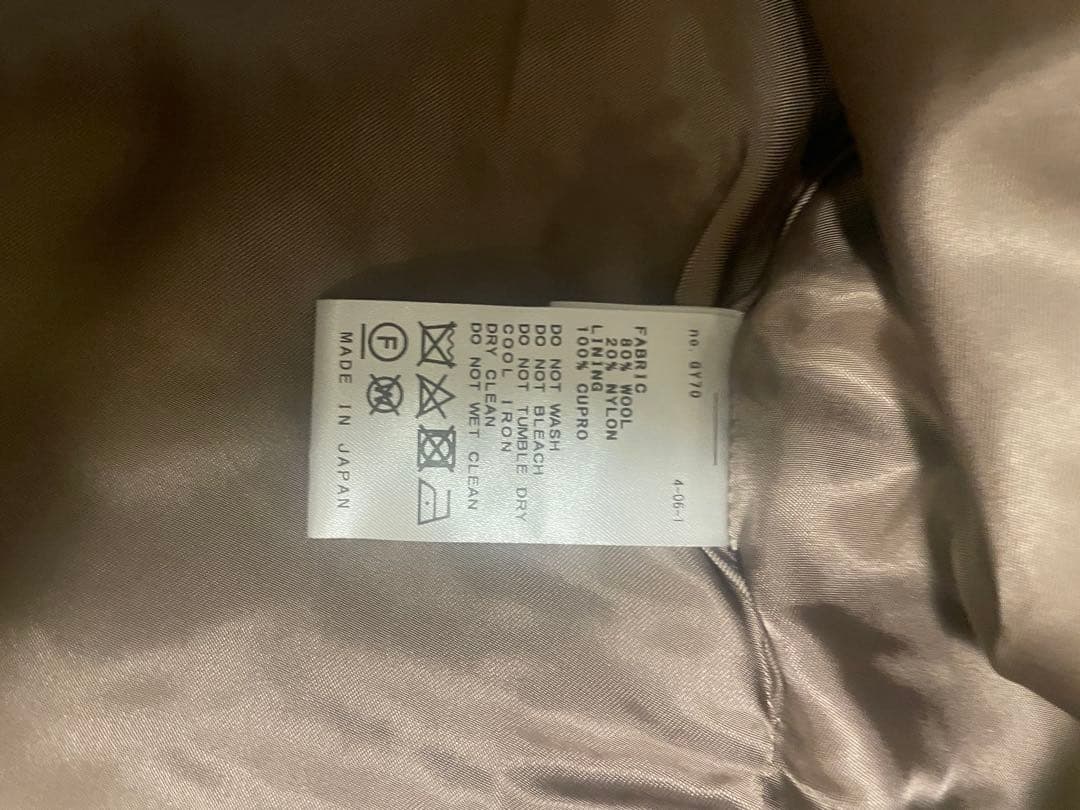 no. QY70
4-06-1
FABRIC
80% WOOL
20% NYLON
LINING
100% CUPRO
DO NOT WASH
DO NOT BLEACH
DO NOT TUMBLE DRY
COOL IRON
DRY CLEAN
DO NOT WET CLEAN
F W
MADE IN JAPAN